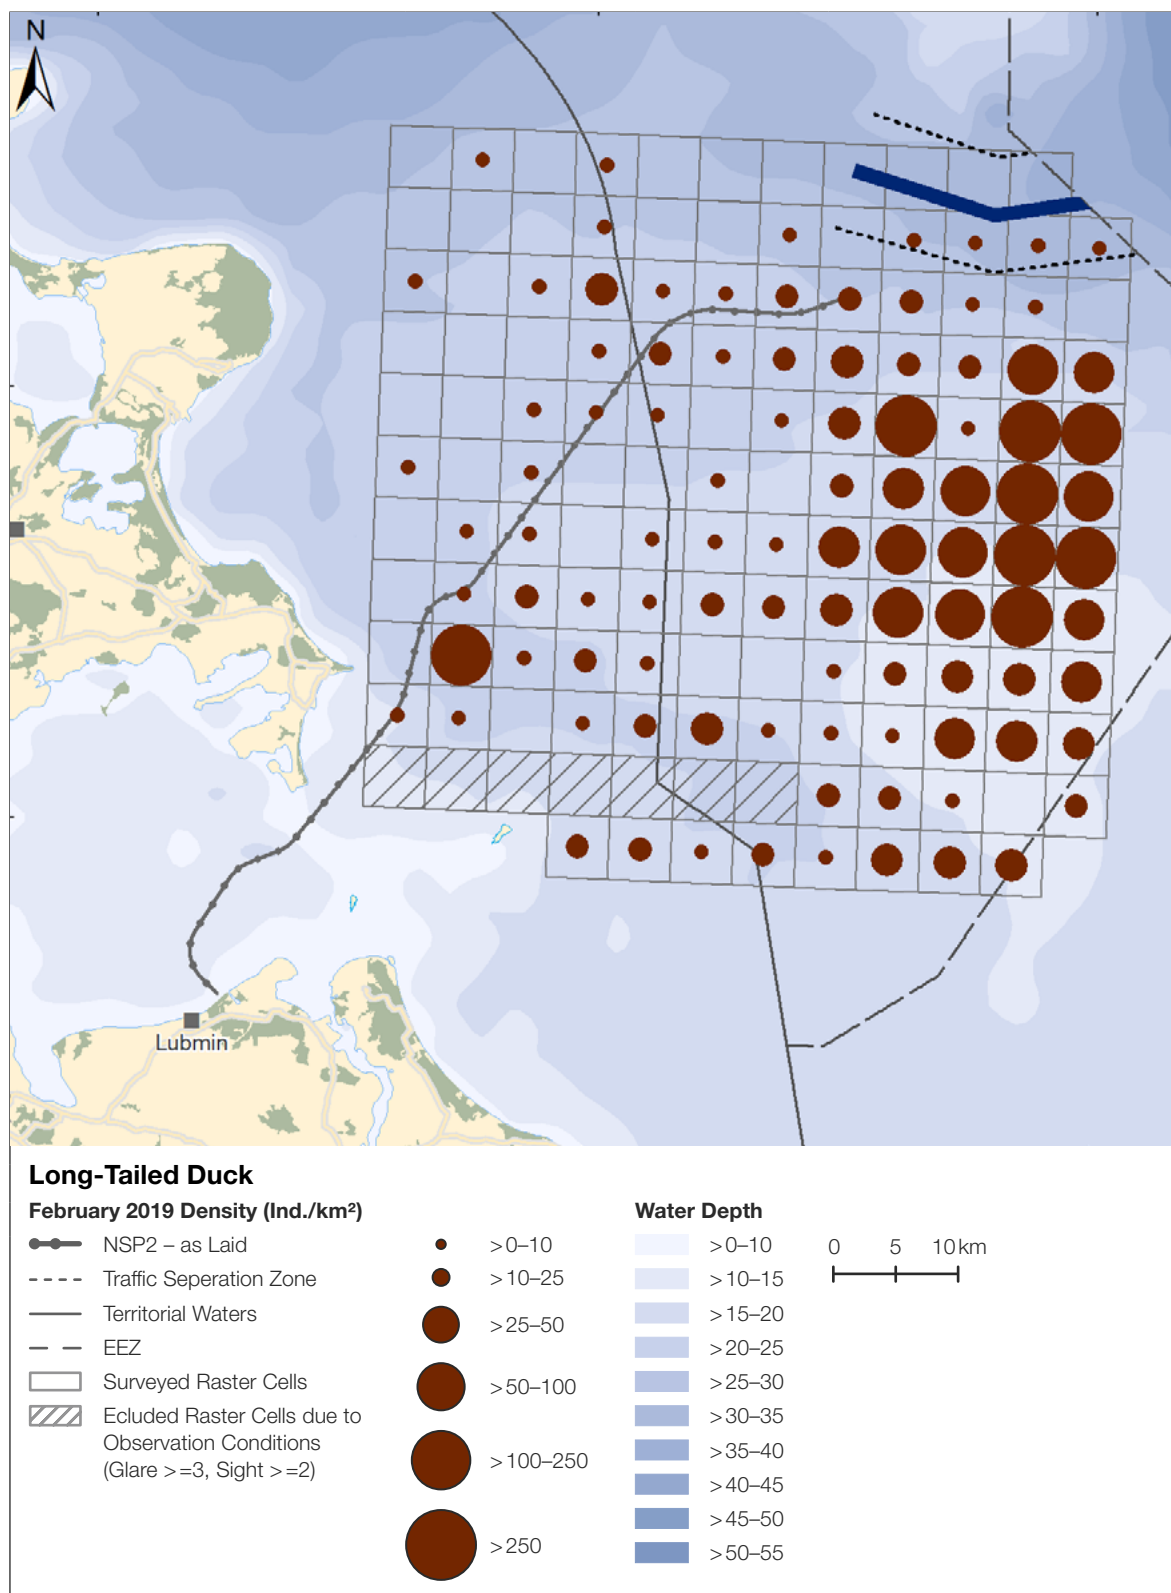 N
Lubmin
Long-Tailed Duck
February 2019 Density (Ind./km²)
NSP2 – as Laid
Traffic Seperation Zone
Territorial Waters
EEZ
Surveyed Raster Cells
Ecluded Raster Cells due to
Observation Conditions
(Glare >=3, Sight >=2)
>0–10
>10–25
>25–50
>50–100
>100–250
>250
Water Depth
>0–10
>10–15
>15–20
>20–25
>25–30
>30–35
>35–40
>40–45
>45–50
>50–55
0 5 10 km